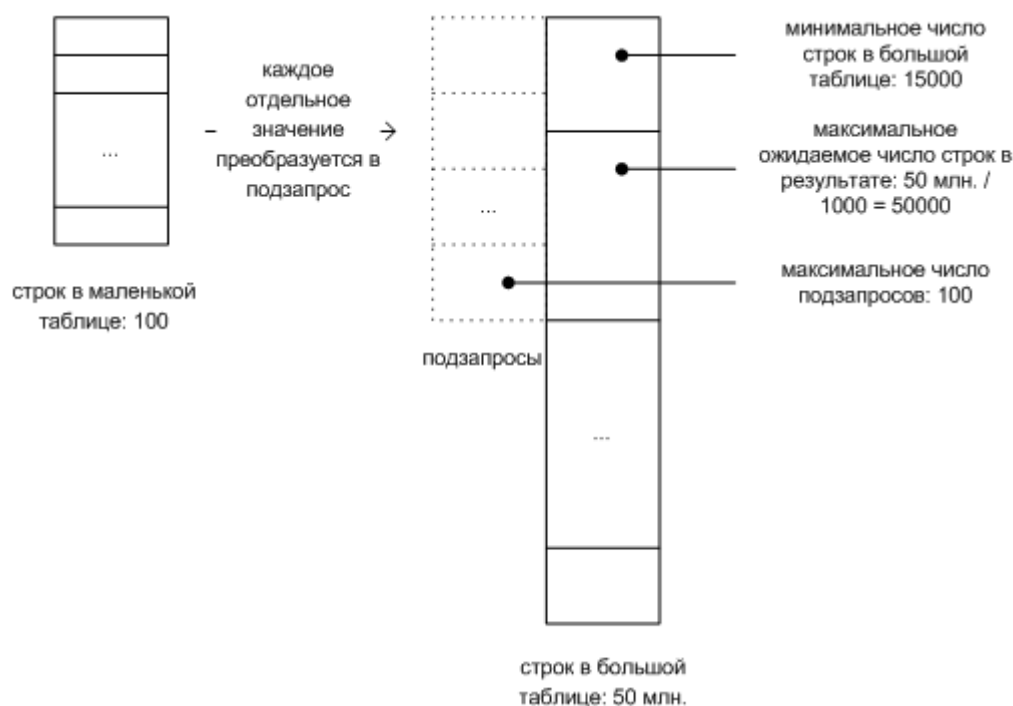 каждое
отдельное
значение
преобразуется в
подзапрос
...
строк в маленькой
таблице: 100
...
подзапросы
...
минимальное число
строк в большой
таблице: 15000
максимальное
ожидаемое число строк в
результате: 50 млн. /
1000 = 50000
максимальное число
подзапросов: 100
строк в большой
таблице: 50 млн.